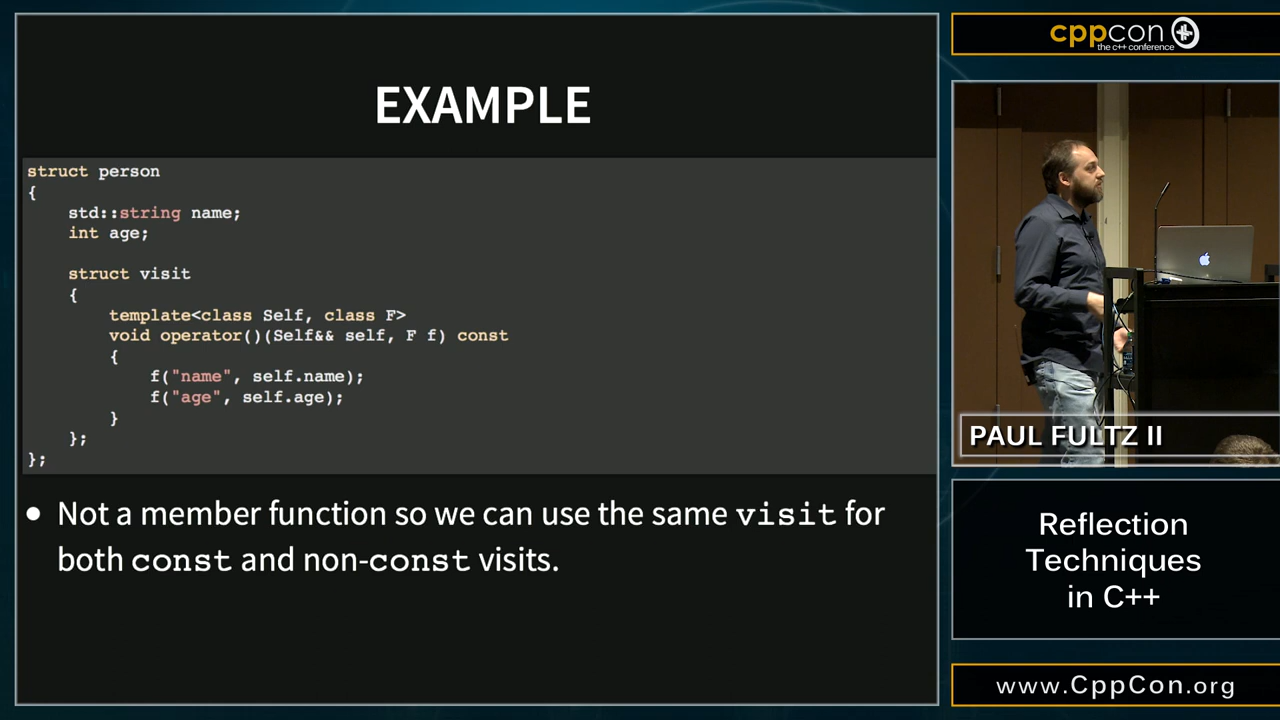 EXAMPLE
struct person
{
    std::string name;
    int age;

    struct visit
    {
        template<class Self, class F>
        void operator()(Self&& self, F f) const
        {
            f("name", self.name);
            f("age", self.age);
        }
    };
};
• Not a member function so we can use the same visit for
both const and non-const visits.
cppcon
the c++ conference
PAUL FULTZ II
Reflection
Techniques
in C++
www.CppCon.org